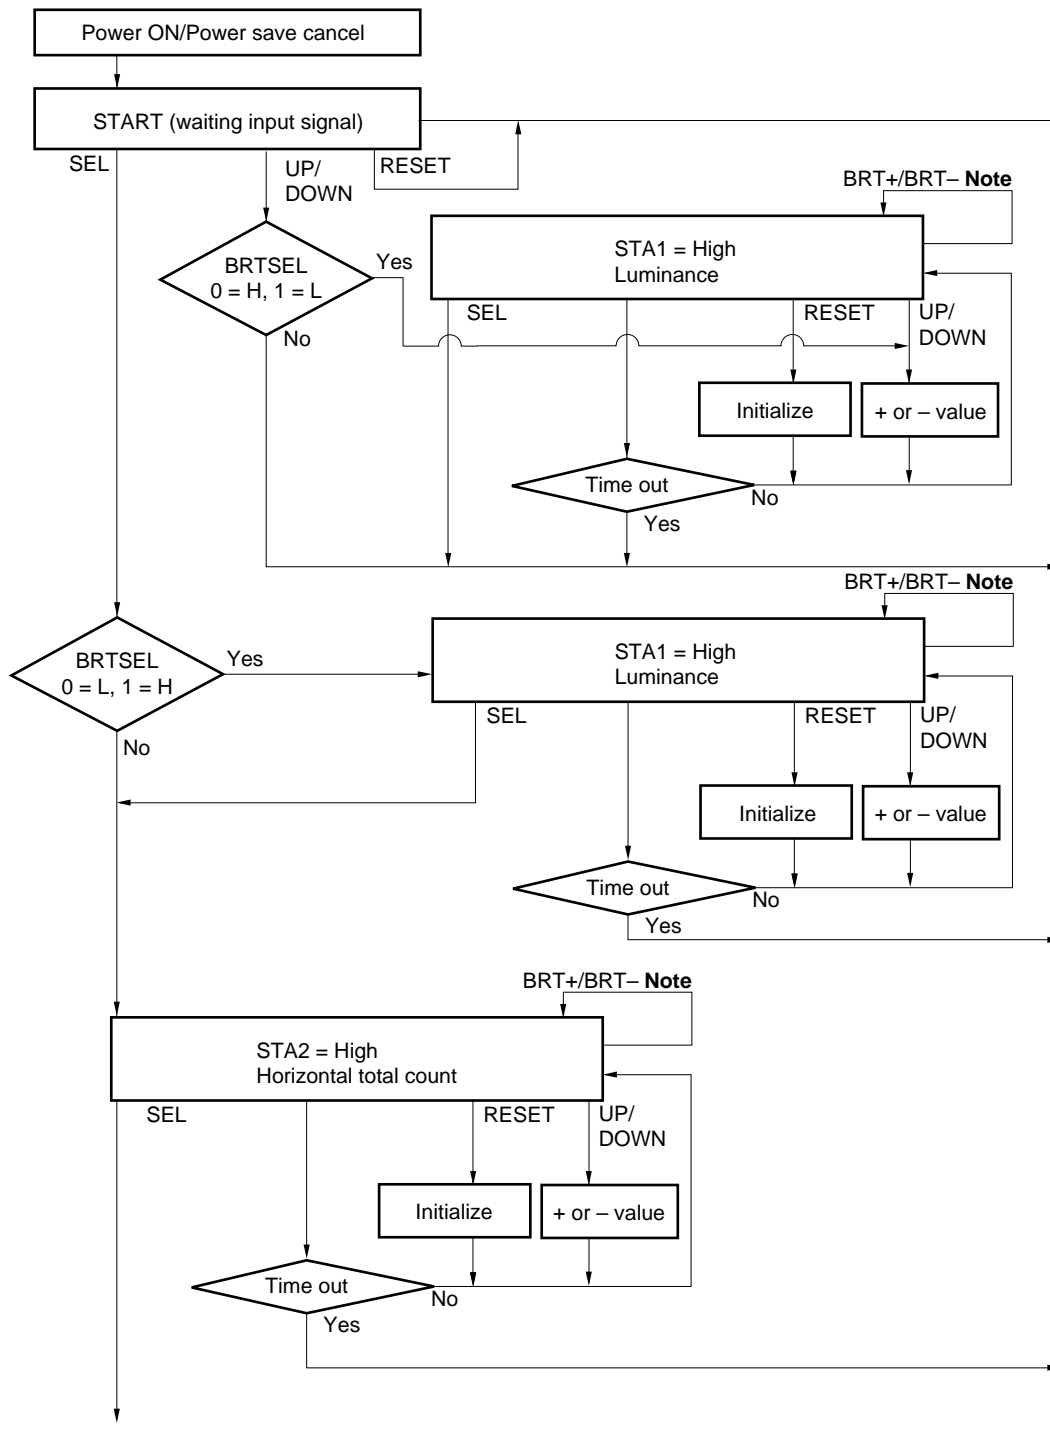 Power ON/Power save cancel
START (waiting input signal)
SEL
UP/
DOWN
RESET
BRT+/BRT– Note
STA1 = High
Luminance
BRTSEL
0 = H, 1 = L
Yes
No
SEL
RESET
UP/
DOWN
Initialize
+ or – value
Time out
No
Yes
BRT+/BRT– Note
STA1 = High
Luminance
BRTSEL
0 = L, 1 = H
Yes
No
SEL
RESET
UP/
DOWN
Initialize
+ or – value
Time out
No
Yes
BRT+/BRT– Note
STA2 = High
Horizontal total count
SEL
RESET
UP/
DOWN
Initialize
+ or – value
Time out
No
Yes